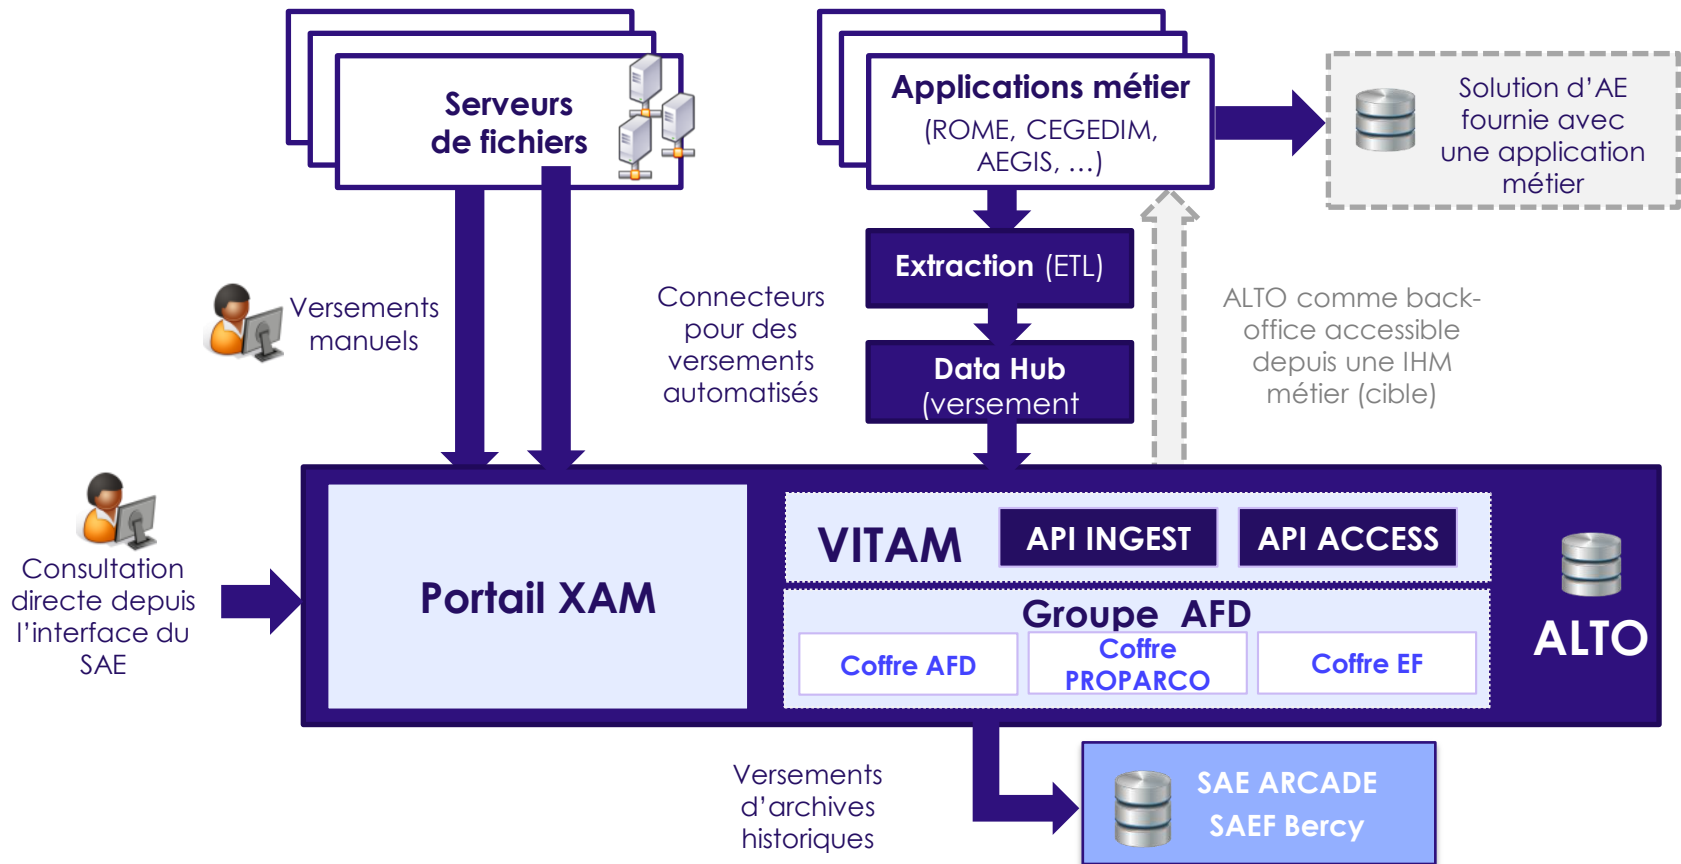 Serveurs
de fichiers
Applications métier
(ROME, CEGEDIM,
AEGIS, ...)
Solution d’AE
fournie avec
une application
métier
Extraction (ETL)
Versements
manuels
Connecteurs
pour des
versements
automatisés
Data Hub
(versement
ALTO comme back-
office accessible
depuis une IHM
métier (cible)
Consultation
directe depuis
l’interface du
SAE
Portail XAM
VITAM
API INGEST
API ACCESS
Groupe AFD
Coffre AFD
Coffre
PROPARCO
Coffre EF
ALTO
Versements
d’archives
historiques
SAE ARCADE
SAEF Bercy